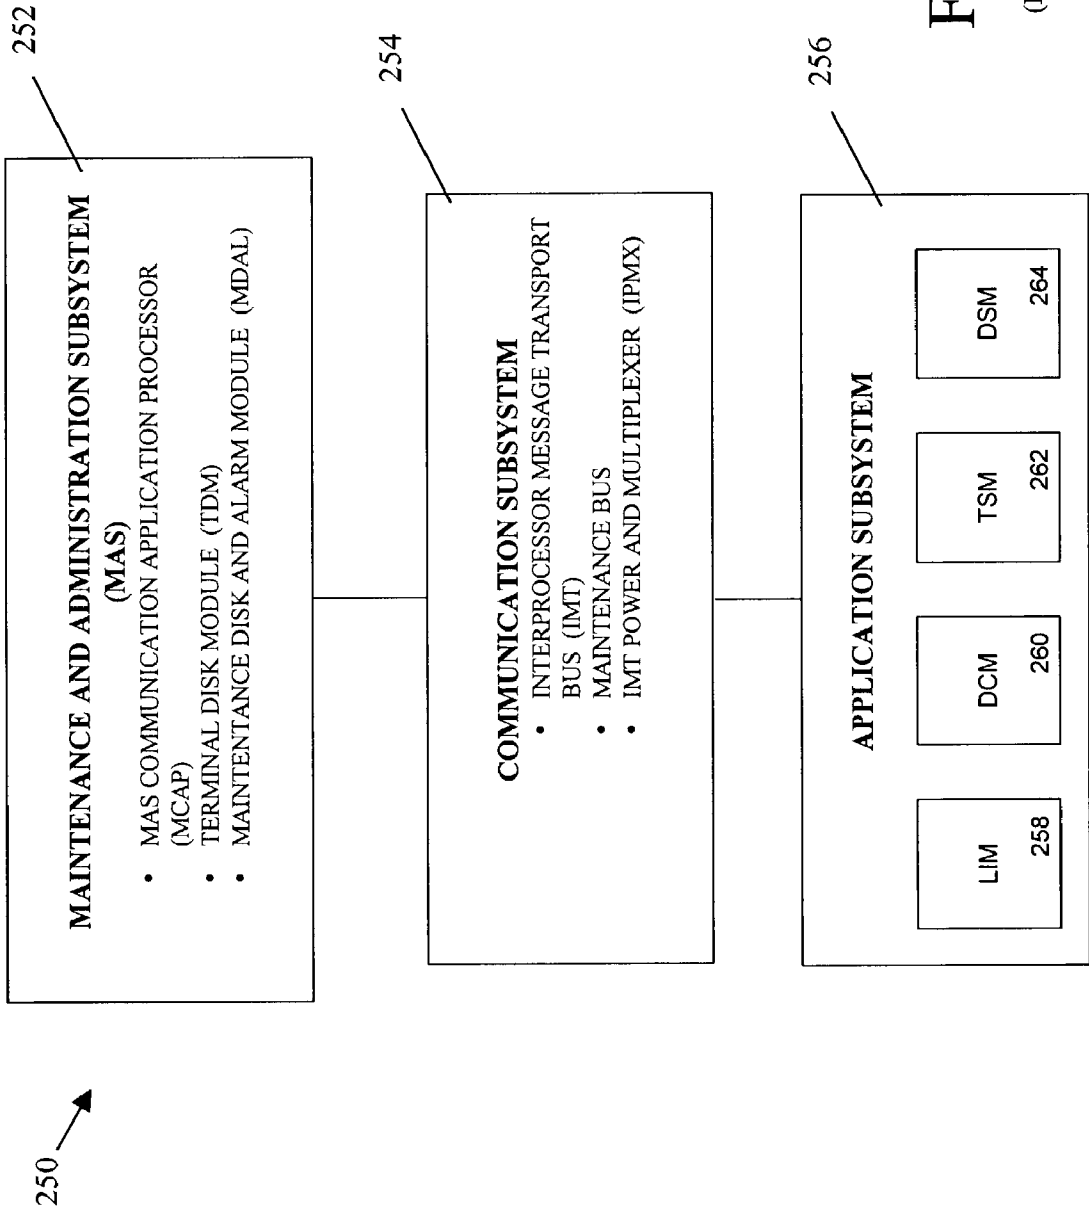 250
252
MAINTENANCE AND ADMINISTRATION SUBSYSTEM
(MAS)
• MAS COMMUNICATION APPLICATION PROCESSOR
(MCAP)
• TERMINAL DISK MODULE (TDM)
• MAINTENTANCE DISK AND ALARM MODULE (MDAL)
254
COMMUNICATION SUBSYSTEM
• INTERPROCESSOR MESSAGE TRANSPORT
BUS (IMT)
• MAINTENANCE BUS
• IMT POWER AND MULTIPLEXER (IPMX)
256
APPLICATION SUBSYSTEM
LIM
258
DCM
260
TSM
262
DSM
264
F